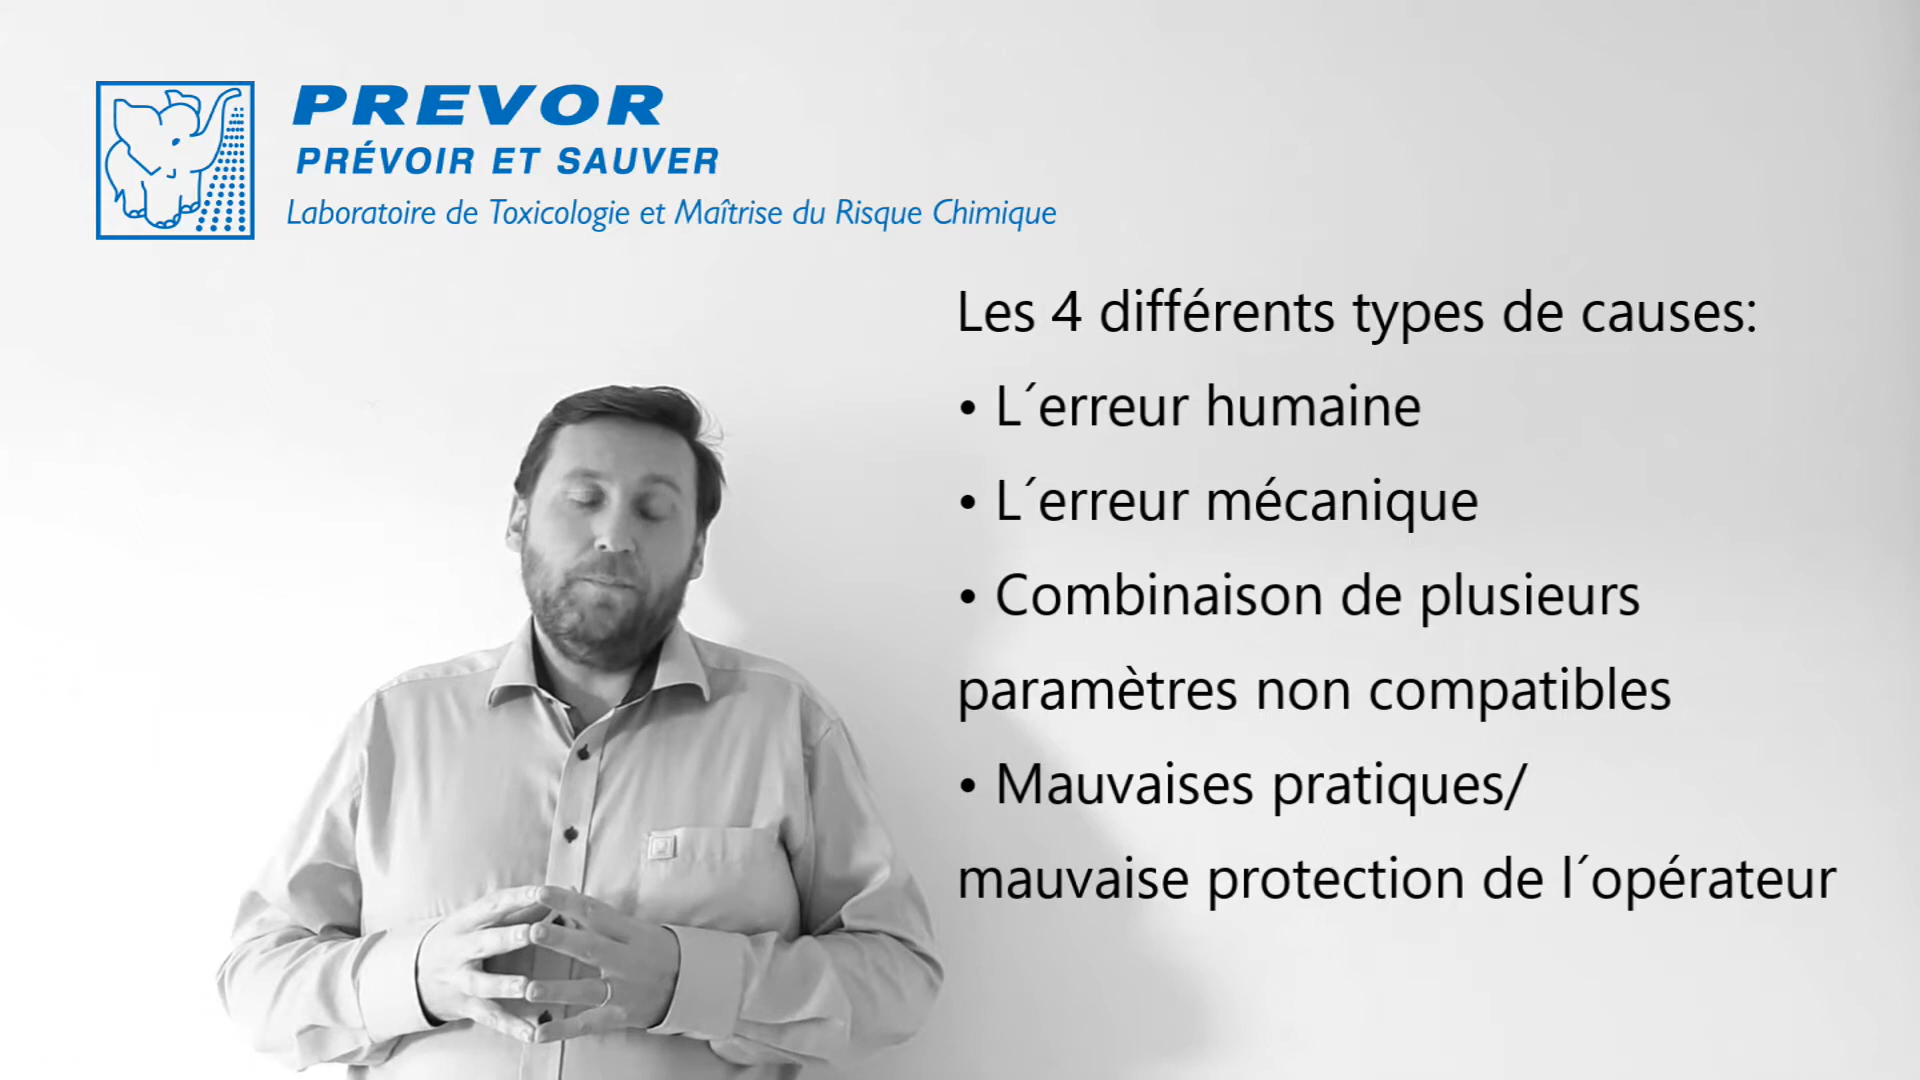 PREVOR
PRÉVOIR ET SAUVER
Laboratoire de Toxicologie et Maîtrise du Risque Chimique
Les 4 différents types de causes:
• L´erreur humaine
• L´erreur mécanique
• Combinaison de plusieurs
paramètres non compatibles
• Mauvaises pratiques/
mauvaise protection de l´opérateur